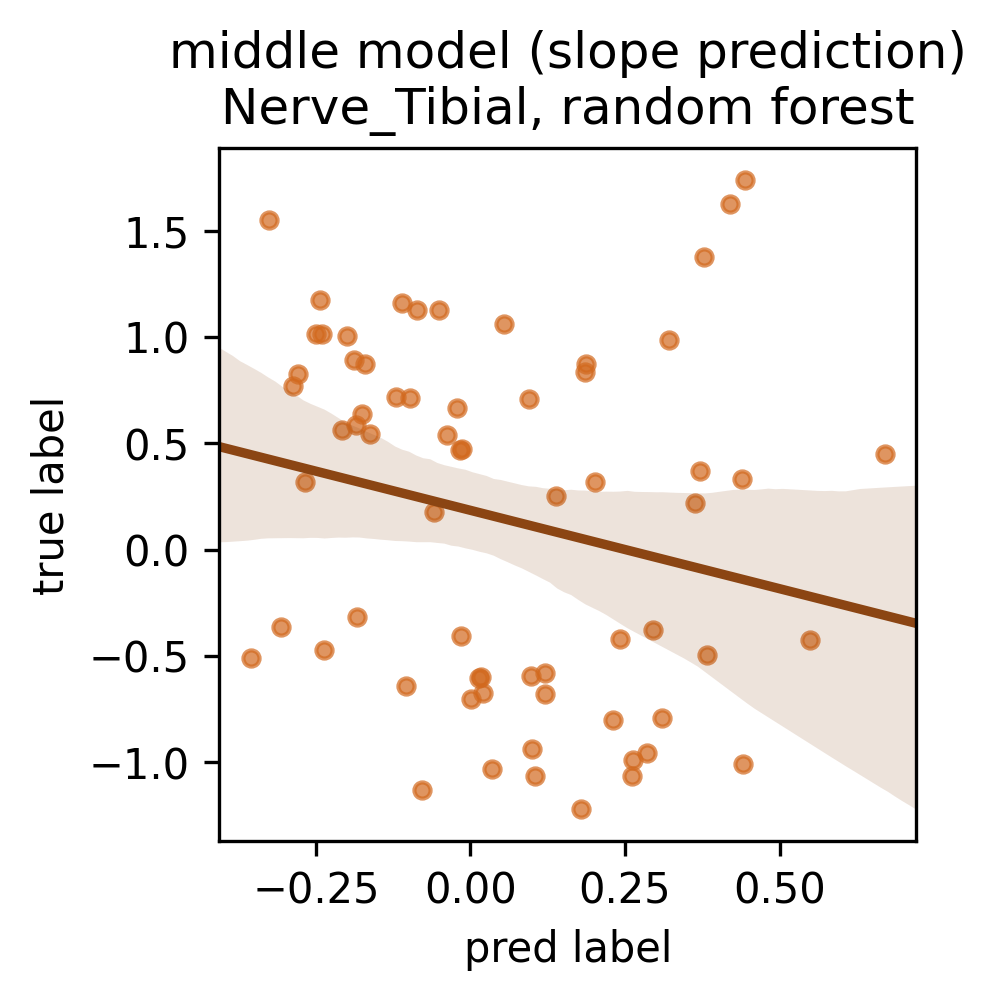 middle model (slope prediction)
Nerve_Tibial, random forest
true label
1.5
1.0
0.5
0.0
−0.5
−1.0
−0.25
0.00
0.25
0.50
pred label